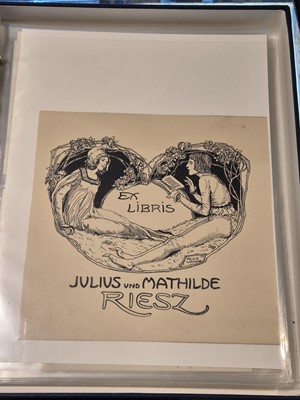 EX
LIBRIS
JULIUS UND MATHILDE
RIESZ